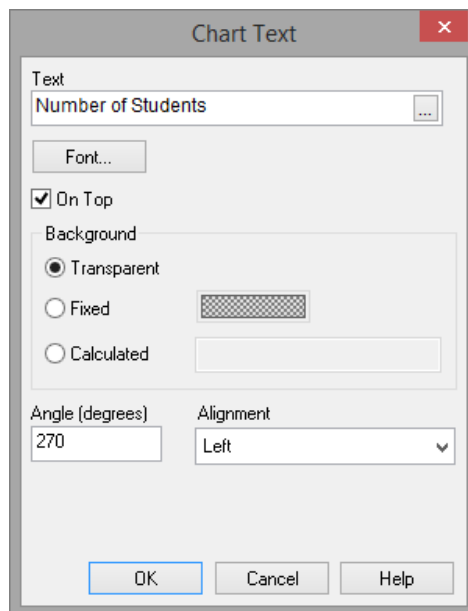 Chart Text
Text
Number of Students
...
Font...
On Top
Background
Transparent
Fixed
Calculated
Angle (degrees) Alignment
270 Left
OK Cancel Help